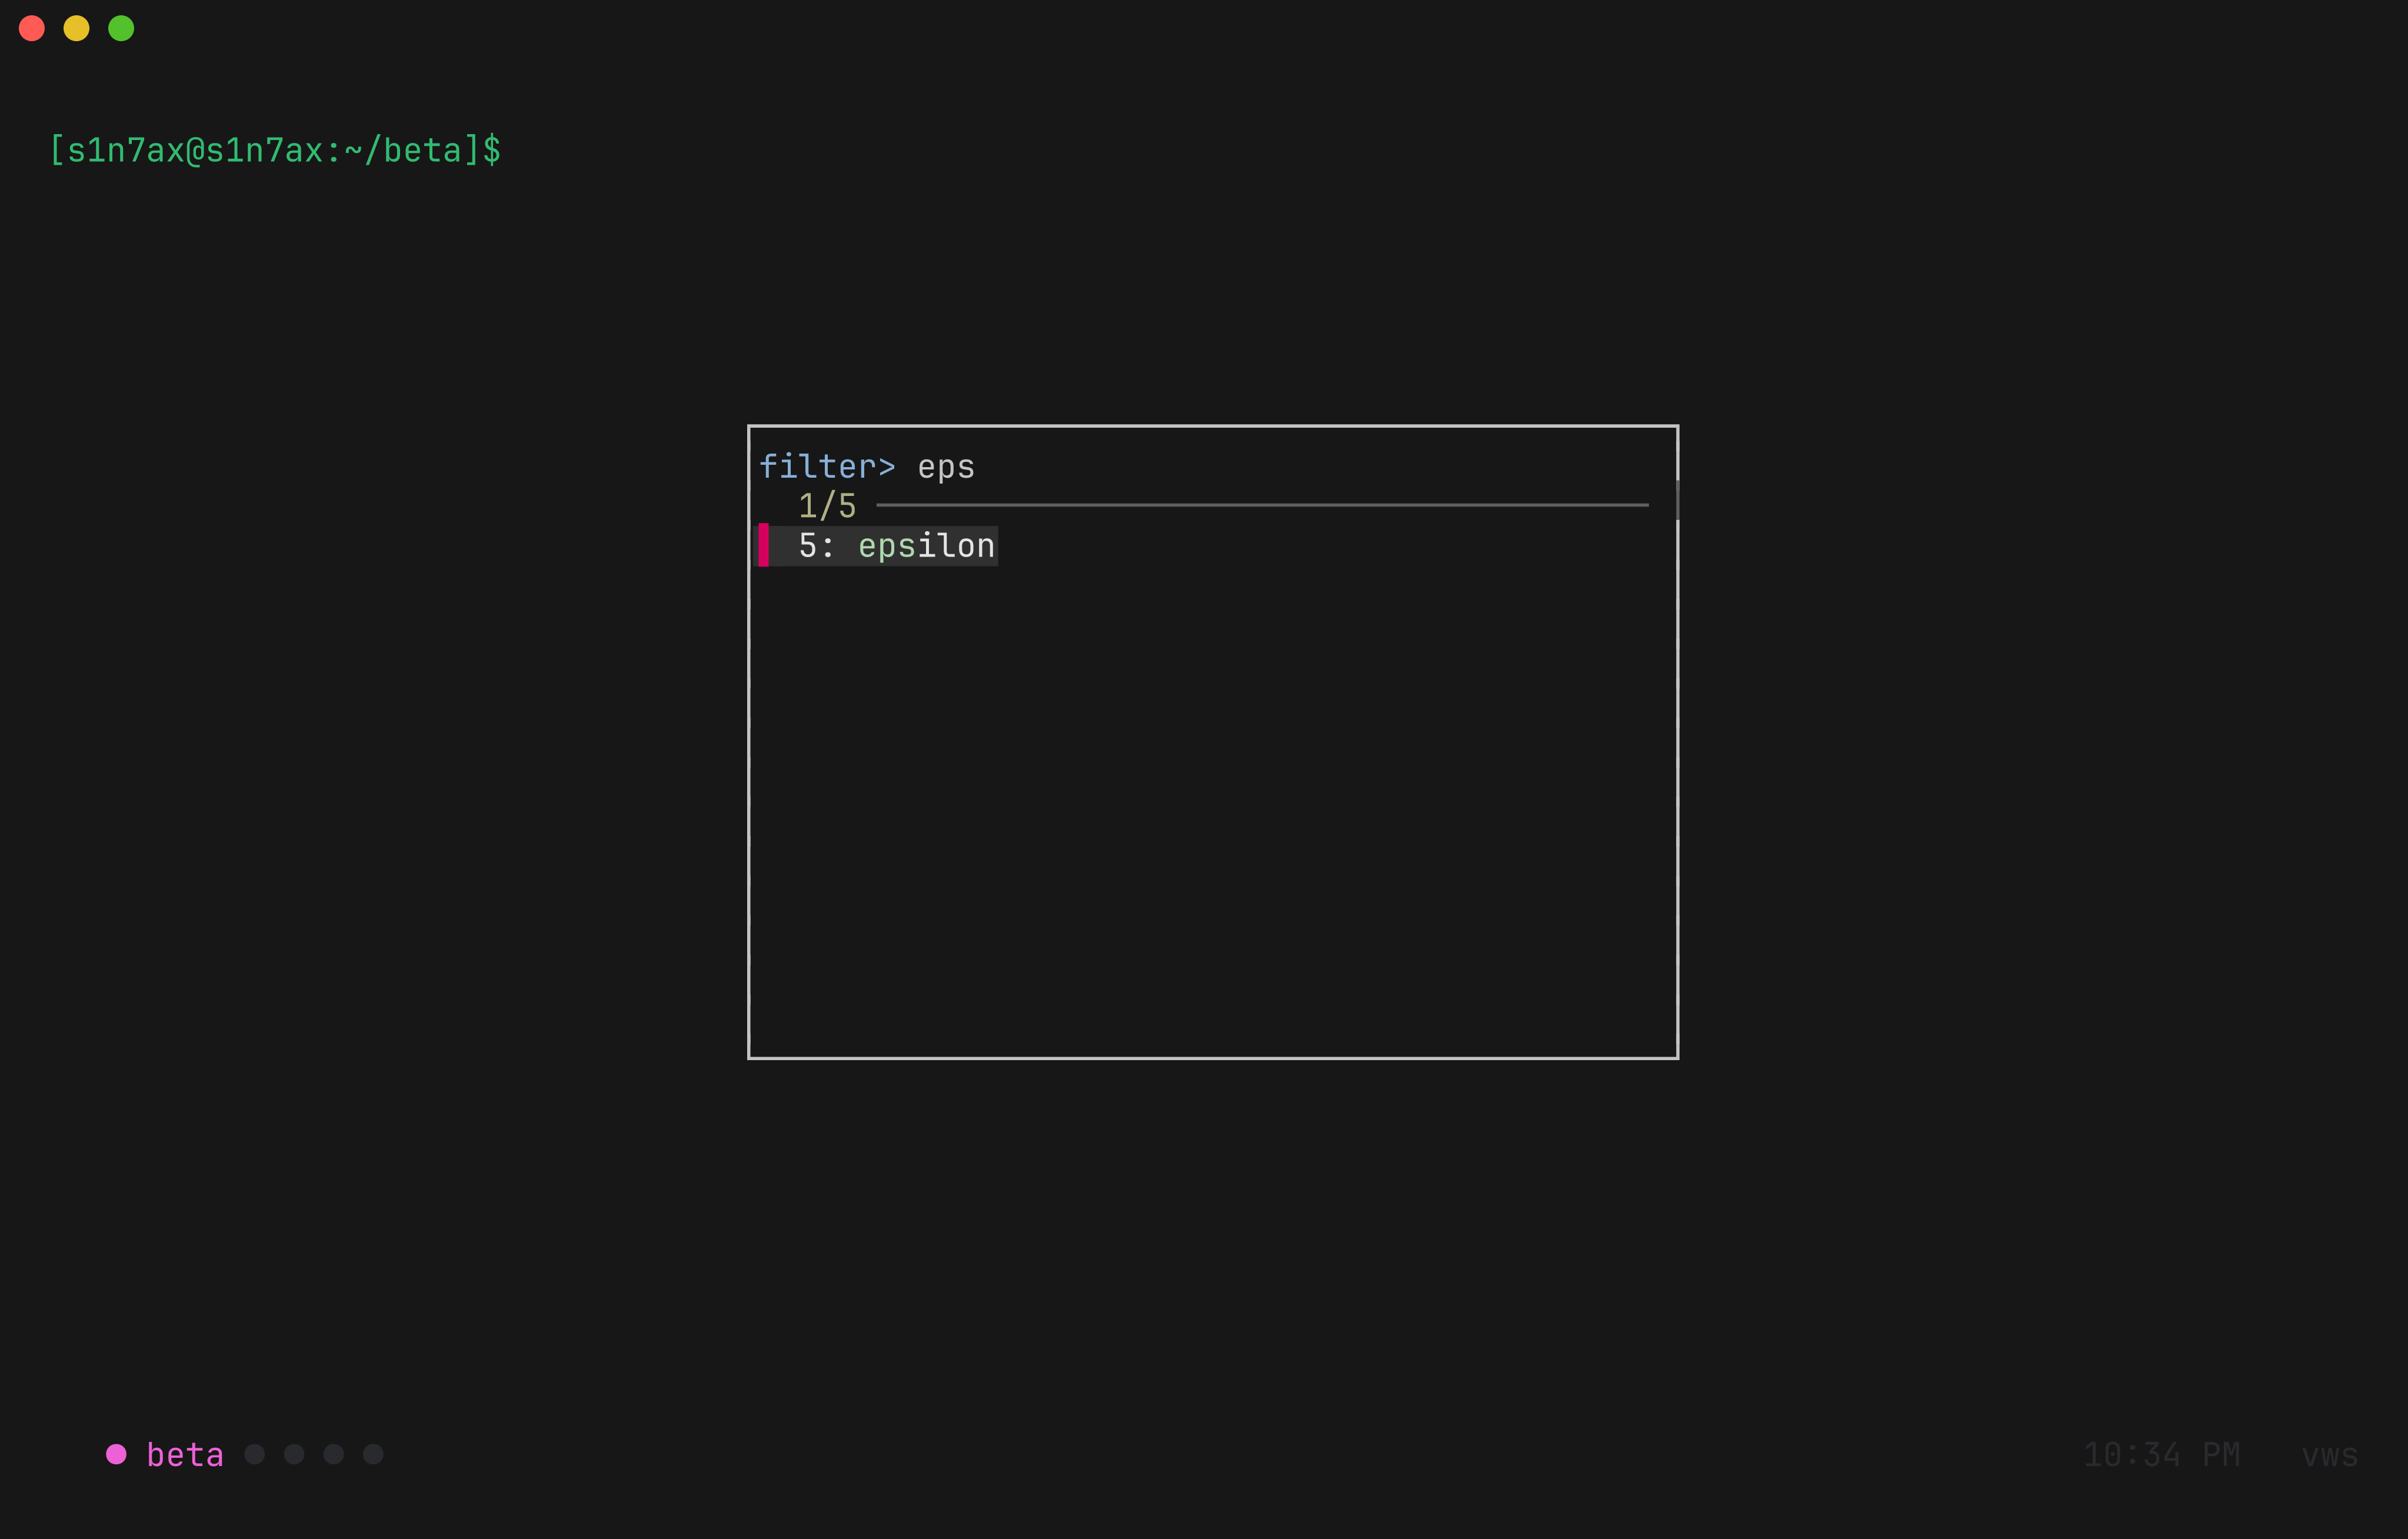 [s1n7ax@s1n7ax:~/beta]$
filter> eps
1/5
5: epsilon
beta
10:34 PM vws